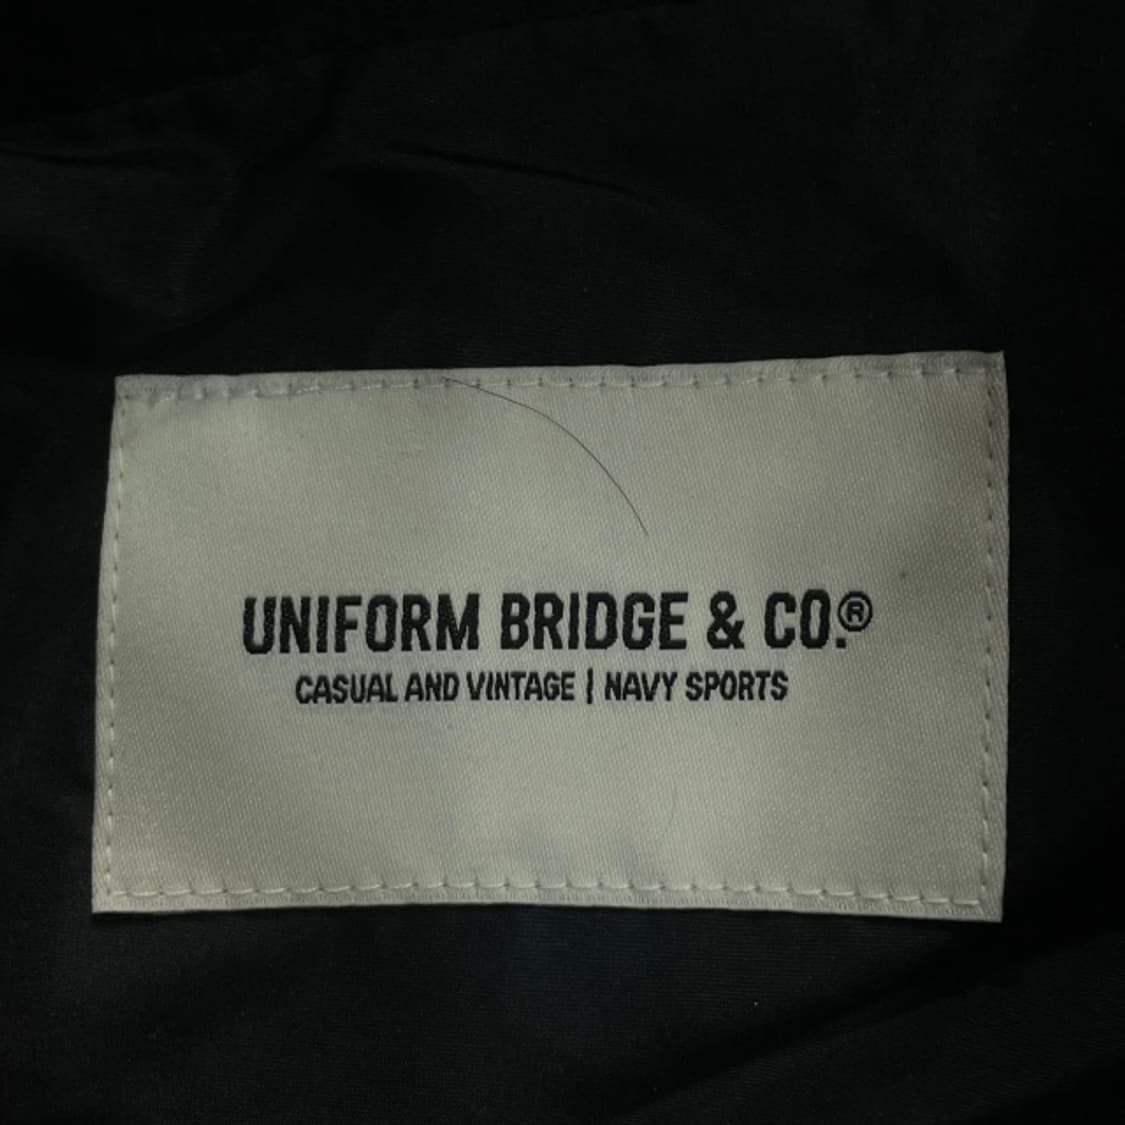 UNIFORM BRIDGE & CO.®
CASUAL AND VINTAGE | NAVY SPORTS